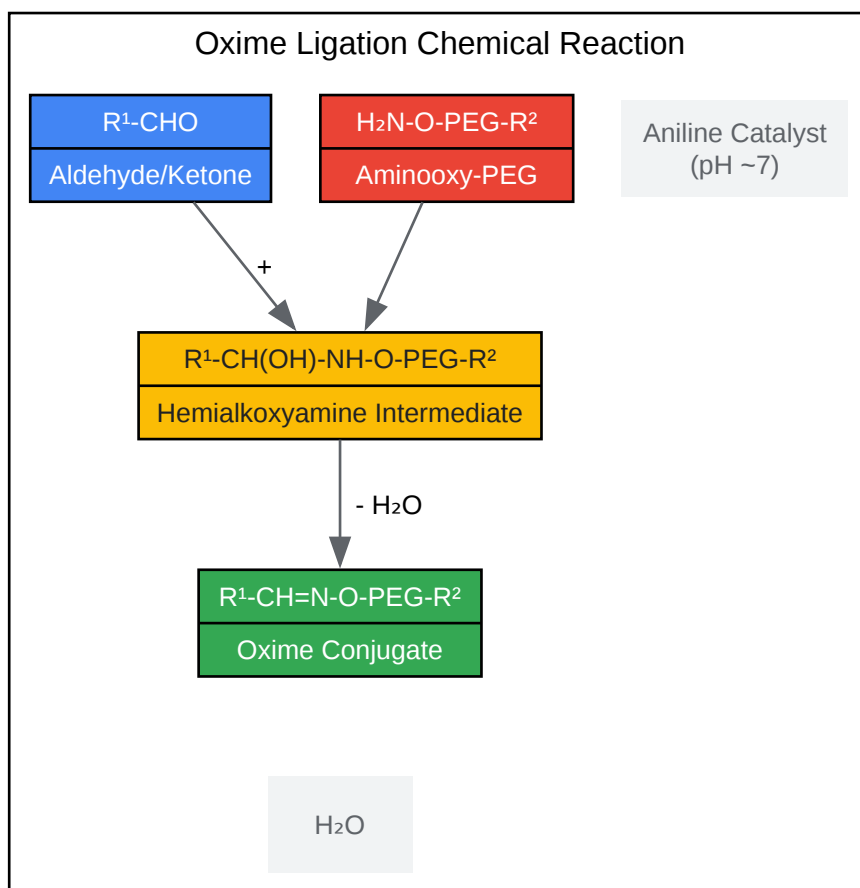 Oxime Ligation Chemical Reaction
R¹-CHO
Aldehyde/Ketone
H₂N-O-PEG-R²
Aminooxy-PEG
Aniline Catalyst
(pH ~7)
+
R¹-CH(OH)-NH-O-PEG-R²
Hemialkoxyamine Intermediate
- H₂O
R¹-CH=N-O-PEG-R²
Oxime Conjugate
H₂O